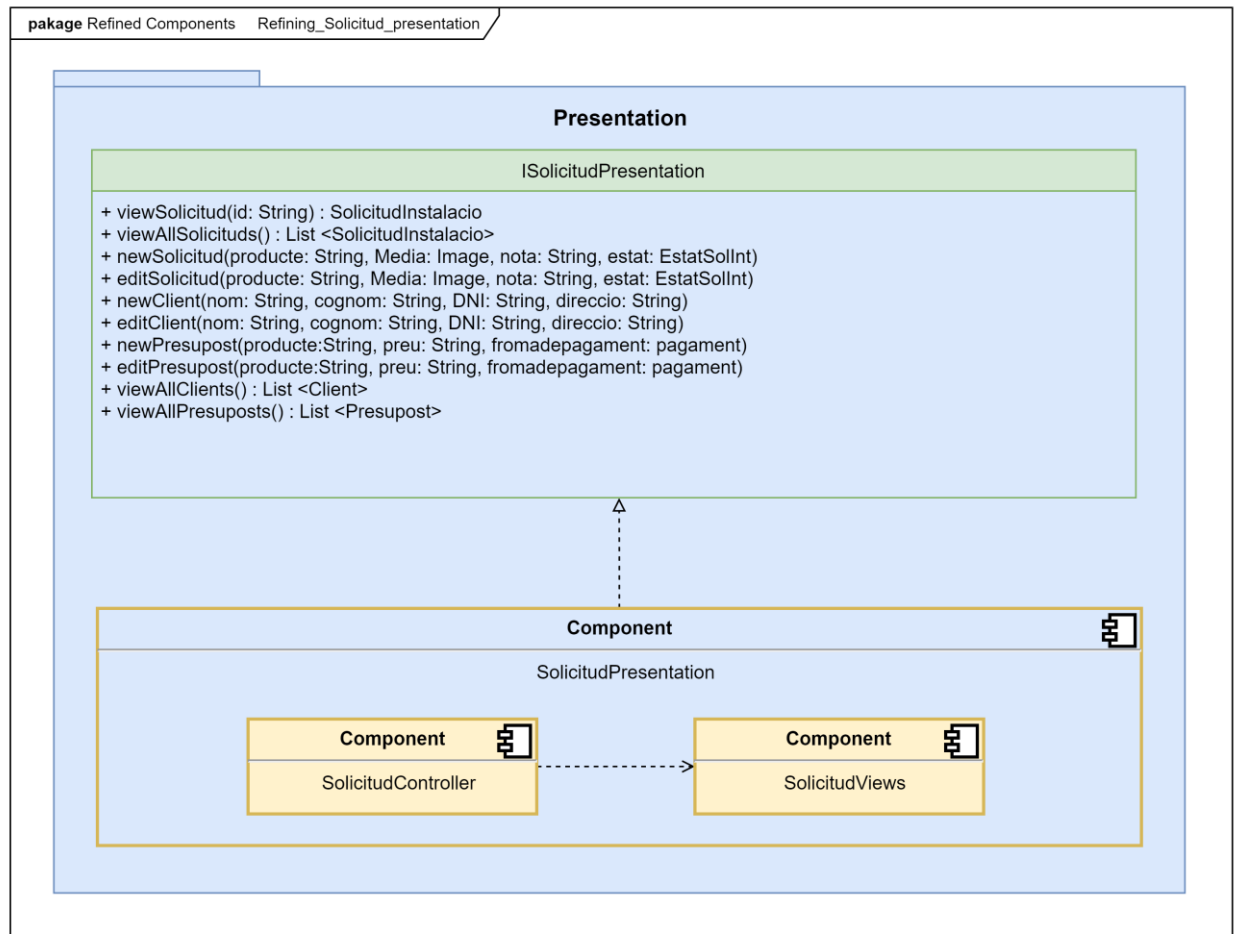 pakage Refined Components Refining_Solicitud_presentation
Presentation
ISolicitudPresentation
+ viewSolicitud(id: String) : SolicitudInstalacio
+ viewAllSolicituds() : List <SolicitudInstalacio>
+ newSolicitud(producte: String, Media: Image, nota: String, estat: EstatSolInt)
+ editSolicitud(producte: String, Media: Image, nota: String, estat: EstatSolInt)
+ newClient(nom: String, cognom: String, DNI: String, direccio: String)
+ editClient(nom: String, cognom: String, DNI: String, direccio: String)
+ newPresupost(producte:String, preu: String, fromadepagament: pagament)
+ editPresupost(producte:String, preu: String, fromadepagament: pagament)
+ viewAllClients() : List <Client>
+ viewAllPresuposts() : List <Presupost>
Component
SolicitudPresentation
Component
SolicitudController
Component
SolicitudViews